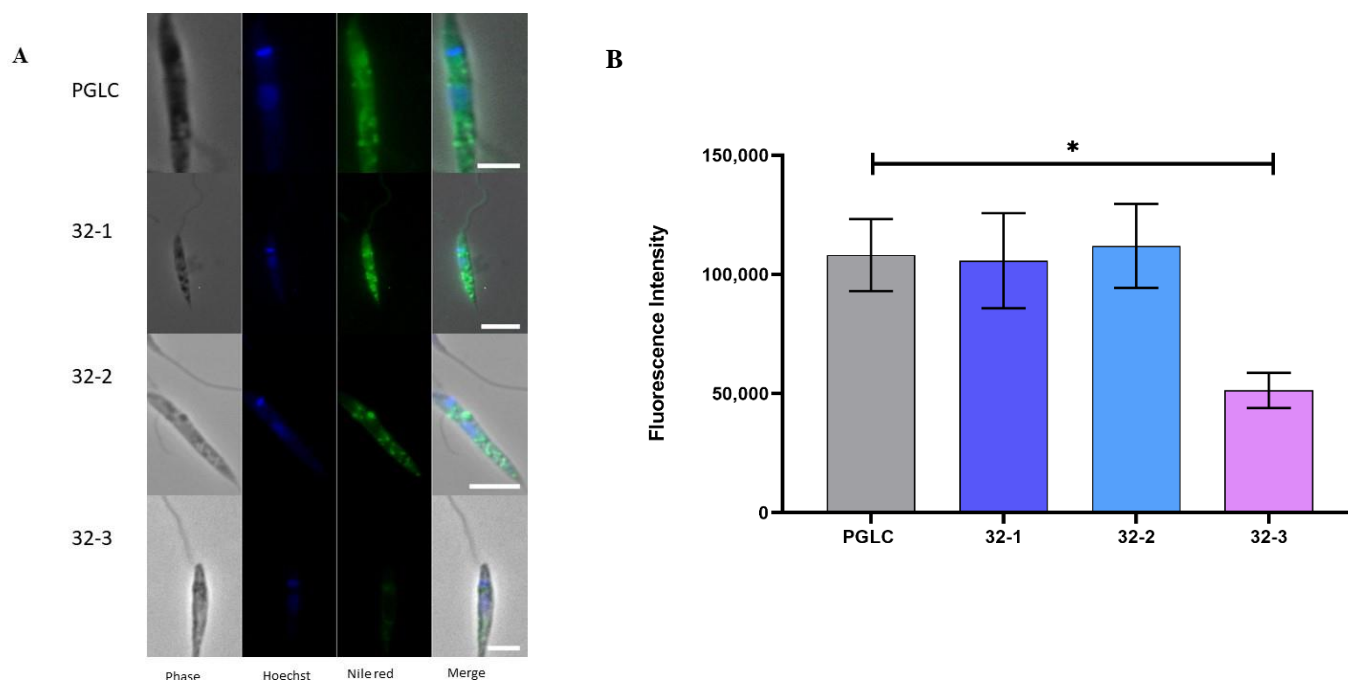 A
PGLC
32-1
32-2
32-3
Phase
Hoechst
Nile red
Merge
B
*
150,000
100,000
50,000
0
Fluorescence Intensity
PGLC
32-1
32-2
32-3